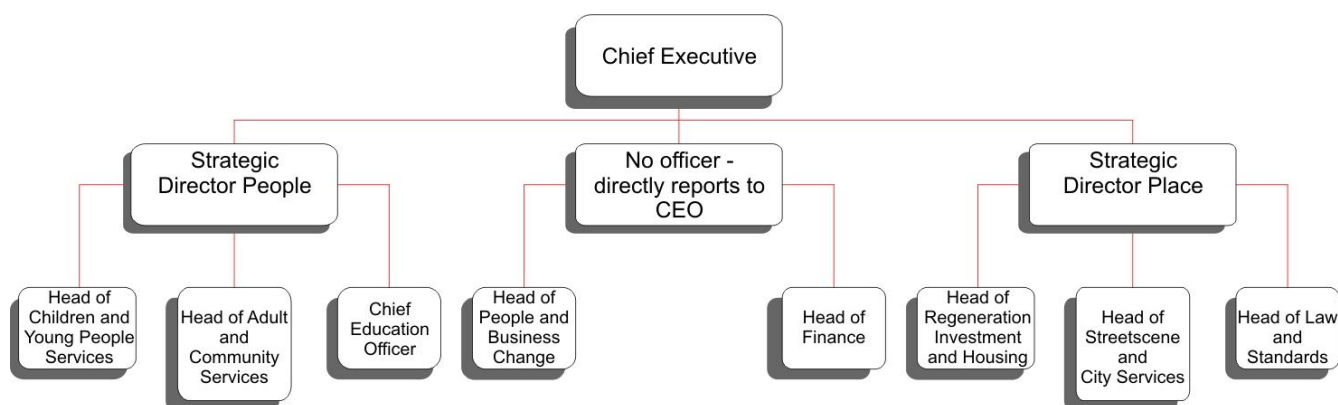 Chief Executive
Strategic
Director People
No officer -
directly reports to
CEO
Strategic
Director Place
Head of
Children and
Young People
Services
Head of Adult
and
Community
Services
Chief
Education
Officer
Head of
People and
Business
Change
Head of
Finance
Head of
Regeneration
Investment
and Housing
Head of
Streetscene
and
City Services
Head of Law
and
Standards